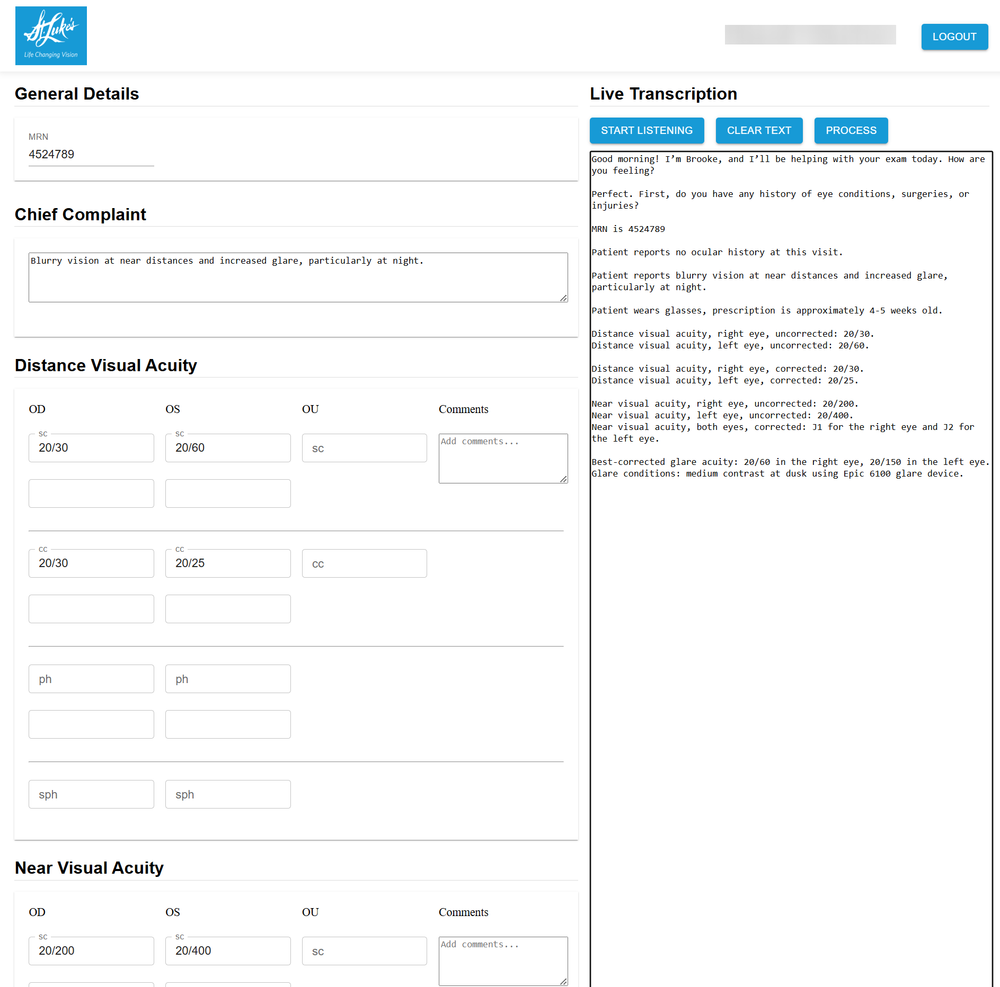 St. Luke's
Life Changing Vision
LOGOUT
General Details
MRN
4524789
Chief Complaint
Blurry vision at near distances and increased glare, particularly at night.
Distance Visual Acuity
OD OS OU Comments
sc sc
20/30 20/60 sc Add comments...
cc cc
20/30 20/25 cc
ph ph
sph sph
Near Visual Acuity
OD OS OU Comments
sc sc
20/200 20/400 sc Add comments...
Live Transcription
START LISTENING CLEAR TEXT PROCESS
Good morning! I’m Brooke, and I’ll be helping with your exam today. How are
you feeling?
Perfect. First, do you have any history of eye conditions, surgeries, or
injuries?
MRN is 4524789
Patient reports no ocular history at this visit.
Patient reports blurry vision at near distances and increased glare,
particularly at night.
Patient wears glasses, prescription is approximately 4-5 weeks old.
Distance visual acuity, right eye, uncorrected: 20/30.
Distance visual acuity, left eye, uncorrected: 20/60.
Distance visual acuity, right eye, corrected: 20/30.
Distance visual acuity, left eye, corrected: 20/25.
Near visual acuity, right eye, uncorrected: 20/200.
Near visual acuity, left eye, uncorrected: 20/400.
Near visual acuity, both eyes, corrected: J1 for the right eye and J2 for
the left eye.
Best-corrected glare acuity: 20/60 in the right eye, 20/150 in the left eye.
Glare conditions: medium contrast at dusk using Epic 6100 glare device.